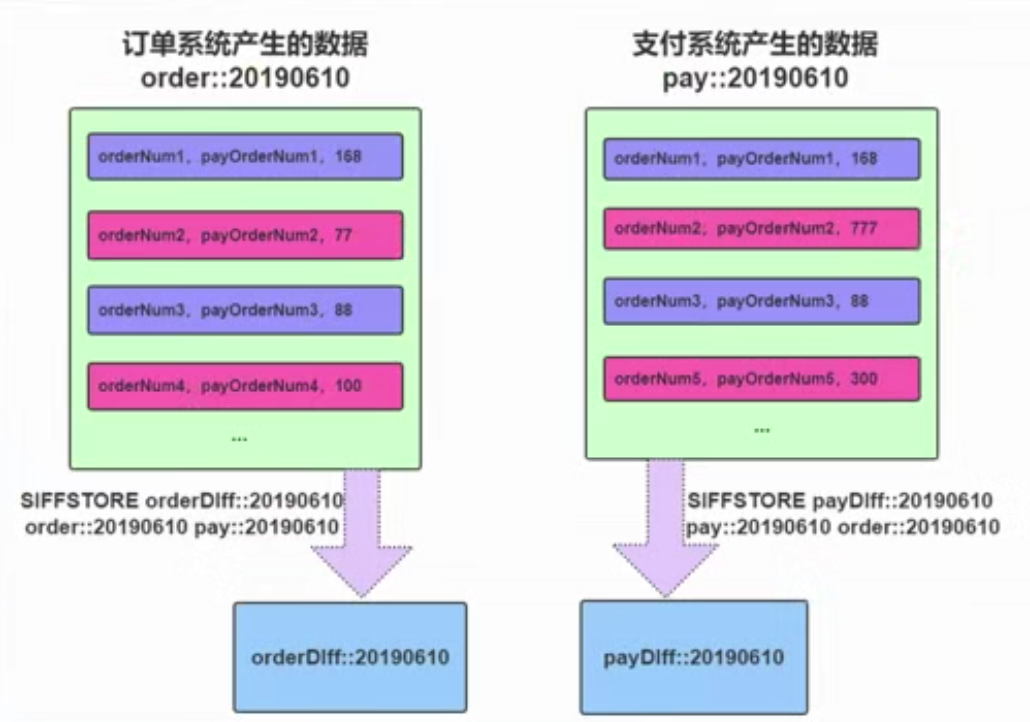 订单系统产生的数据
order::20190610
orderNum1，payOrderNum1，168
orderNum2，payOrderNum2，77
orderNum3，payOrderNum3，88
orderNum4，payOrderNum4，100
...
SIFFSTORE orderDIff::20190610
order::20190610 pay::20190610
orderDIff::20190610
支付系统产生的数据
pay::20190610
orderNum1，payOrderNum1，168
orderNum2，payOrderNum2，777
orderNum3，payOrderNum3，88
orderNum5，payOrderNum5，300
...
SIFFSTORE payDIff::20190610
pay::20190610 order::20190610
payDIff::20190610